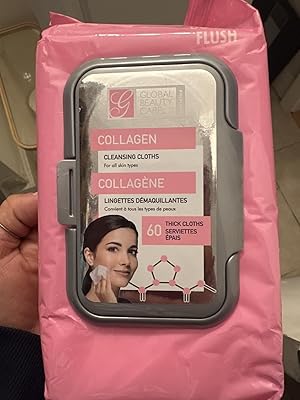 FLUSH
G
GLOBAL
BEAUTY
CARE
COLLAGEN
CLEANSING CLOTHS
For all skin types
COLLAGÈNE
LINGETTES DÉMAQUILLANTES
Convient à tous les types de peaux
60 THICK CLOTHS
SERVIETTES
ÉPAIS